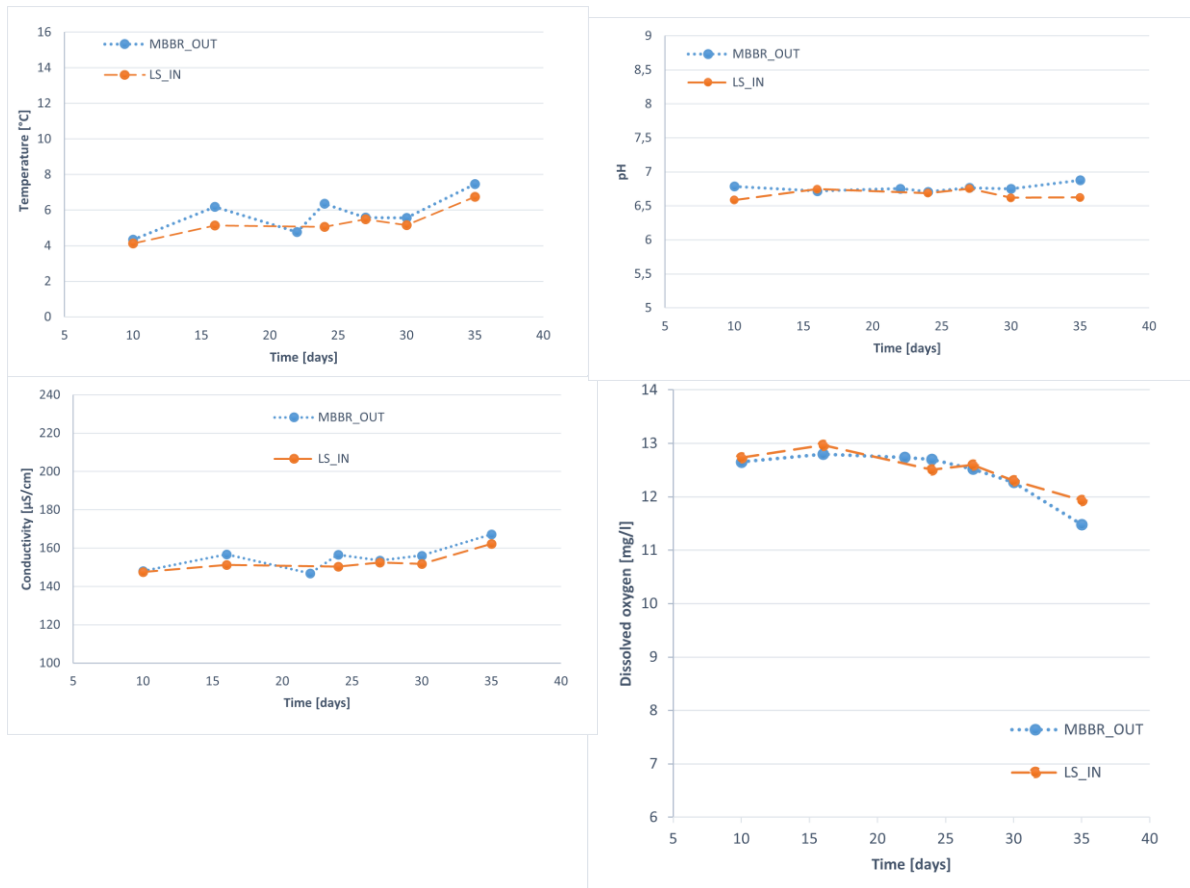 16
14
12
10
8
6
4
2
0
5 10 15 20 25 30 35 40
Temperature [°C]
Time [days]
MBBR_OUT
LS_IN
9
8,5
8
7,5
7
6,5
6
5,5
5
5 10 15 20 25 30 35 40
pH
Time [days]
MBBR_OUT
LS_IN
240
220
200
180
160
140
120
100
5 10 15 20 25 30 35 40
Conductivity [µS/cm]
Time [days]
MBBR_OUT
LS_IN
14
13
12
11
10
9
8
7
6
5 10 15 20 25 30 35 40
Dissolved oxygen [mg/l]
Time [days]
MBBR_OUT
LS_IN